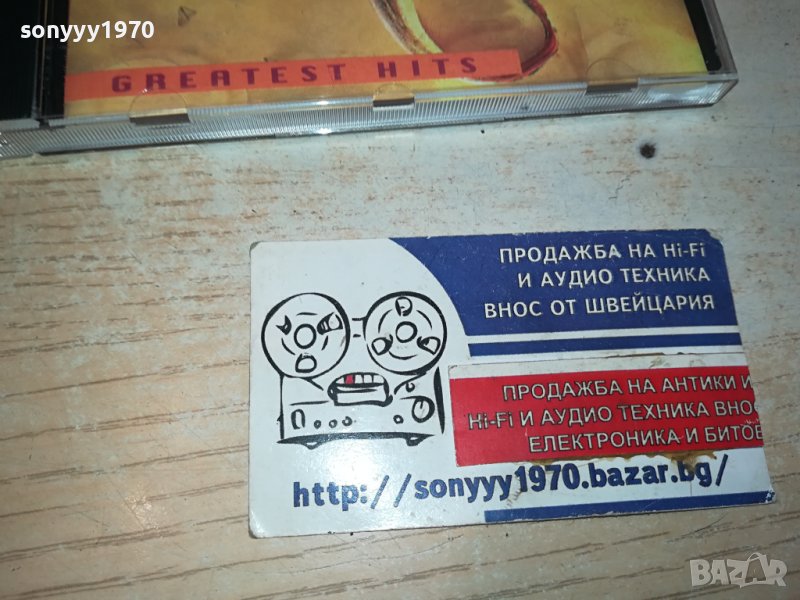 sonyyy1970
GREATEST HITS
ПРОДАЖБА НА Hi-Fi
И АУДИО ТЕХНИКА
ВНОС ОТ ШВЕЙЦАРИЯ
ПРОДАЖБА НА АНТИКИ И
Hi-Fi И АУДИО ТЕХНИКА ВНОС
ЕЛЕКТРОНИКА И БИТОВ
http://sonyyy1970.bazar.bg/
BAZAR